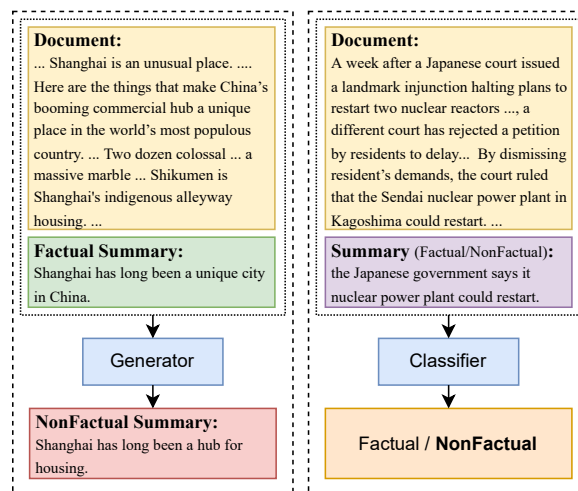 Document:
... Shanghai is an unusual place. ....
Here are the things that make China's
booming commercial hub a unique
place in the world's most populous
country. ... Two dozen colossal ... a
massive marble ... Shikumen is
Shanghai's indigenous alleyway
housing. ...
Factual Summary:
Shanghai has long been a unique city
in China.
Generator
NonFactual Summary:
Shanghai has long been a hub for
housing.
Document:
A week after a Japanese court issued
a landmark injunction halting plans to
restart two nuclear reactors ..., a
different court has rejected a petition
by residents to delay... By dismissing
resident's demands, the court ruled
that the Sendai nuclear power plant in
Kagoshima could restart. ...
Summary (Factual/NonFactual):
the Japanese government says it
nuclear power plant could restart.
Classifier
Factual / NonFactual